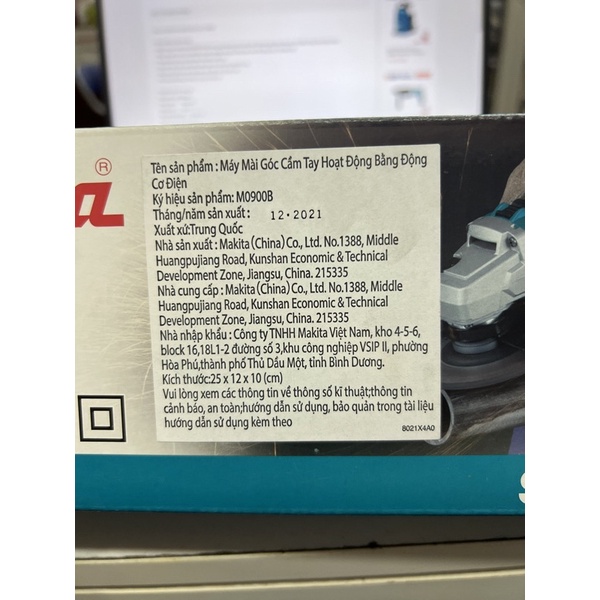 a®
Tên sản phẩm : Máy Mài Góc Cầm Tay Hoạt Động Bằng Động
Cơ Điện
Ký hiệu sản phẩm: M0900B
Tháng/năm sản xuất : 12 · 2021
Xuất xứ:Trung Quốc
Nhà sản xuất : Makita (China) Co., Ltd. No.1388, Middle
Huangpujiang Road, Kunshan Economic & Technical
Development Zone, Jiangsu, China. 215335
Nhà cung cấp : Makita (China) Co., Ltd. No.1388, Middle
Huangpujiang Road, Kunshan Economic & Technical
Development Zone, Jiangsu, China. 215335
Nhà nhập khẩu : Công ty TNHH Makita Việt Nam, kho 4-5-6,
block 16,18L1-2 đường số 3,khu công nghiệp VSIP II, phường
Hòa Phú,thành phố Thủ Dầu Một, tỉnh Bình Dương.
Kích thước:25 x 12 x 10 (cm)
Vui lòng xem các thông tin về thông số kĩ thuật;thông tin
cảnh báo, an toàn;hướng dẫn sử dụng, bảo quản trong tài liệu
hướng dẫn sử dụng kèm theo
8021X4A0